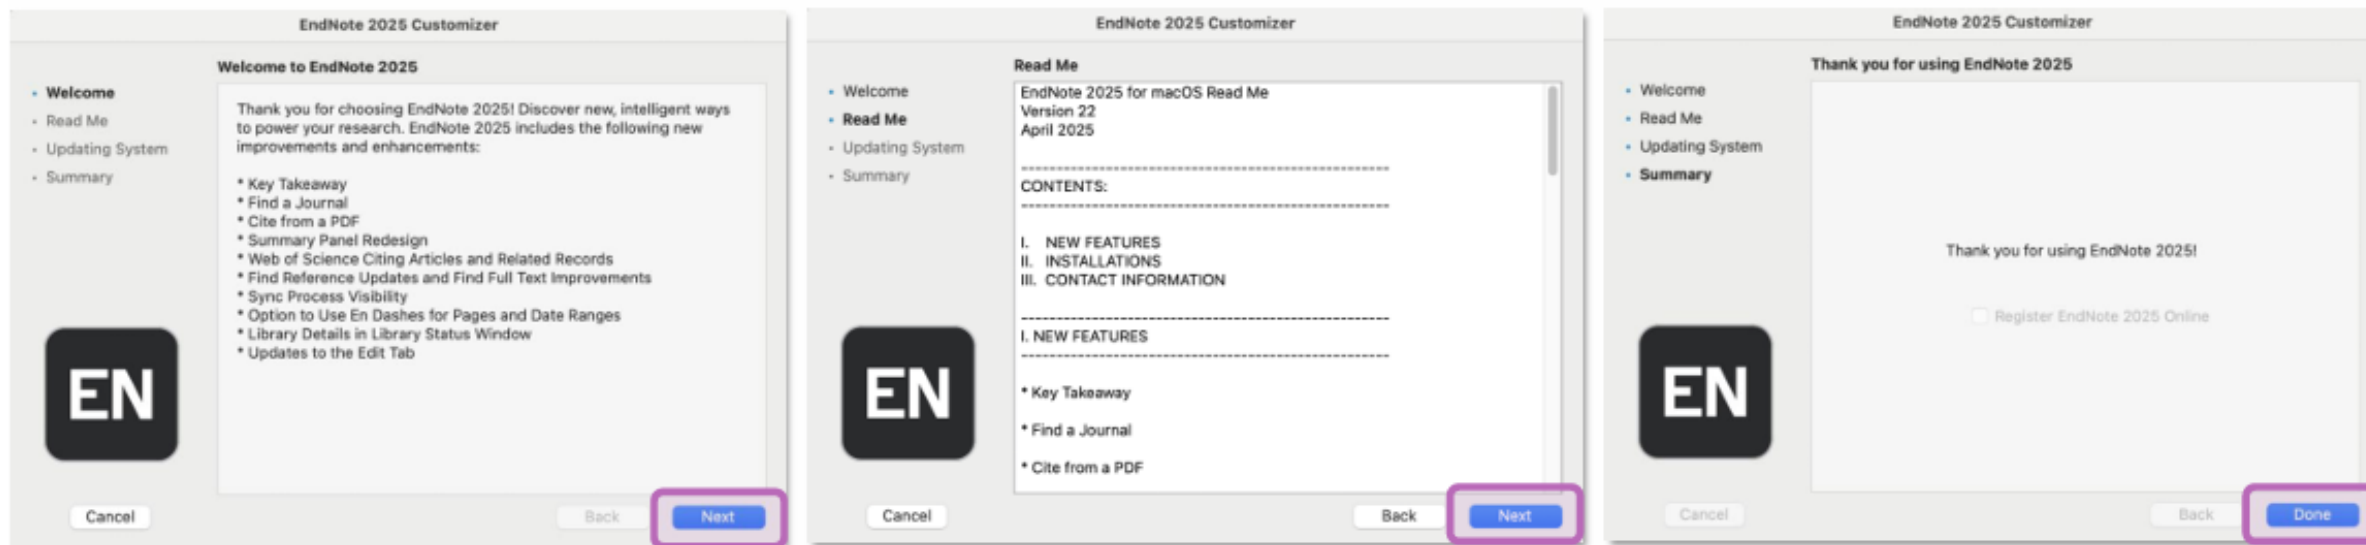 EndNote 2025 Customizer
Welcome to EndNote 2025
Welcome
Read Me
Updating System
Summary
Thank you for choosing EndNote 2025! Discover new, intelligent ways
to power your research. EndNote 2025 includes the following new
improvements and enhancements:
* Key Takeaway
* Find a Journal
* Cite from a PDF
* Summary Panel Redesign
* Web of Science Citing Articles and Related Records
* Find Reference Updates and Find Full Text Improvements
* Sync Process Visibility
* Option to Use En Dashes for Pages and Date Ranges
* Library Details in Library Status Window
* Updates to the Edit Tab
EN
Cancel
Back
Next
EndNote 2025 Customizer
Read Me
Welcome
Read Me
Updating System
Summary
EndNote 2025 for macOS Read Me
Version 22
April 2025
----------------------------------------------------------------
CONTENTS:
----------------------------------------------------------------
I. NEW FEATURES
II. INSTALLATIONS
III. CONTACT INFORMATION
----------------------------------------------------------------
I. NEW FEATURES
----------------------------------------------------------------
* Key Takeaway
* Find a Journal
* Cite from a PDF
EN
Cancel
Back
Next
EndNote 2025 Customizer
Thank you for using EndNote 2025
Welcome
Read Me
Updating System
Summary
Thank you for using EndNote 2025!
Register EndNote 2025 Online
EN
Cancel
Back
Done